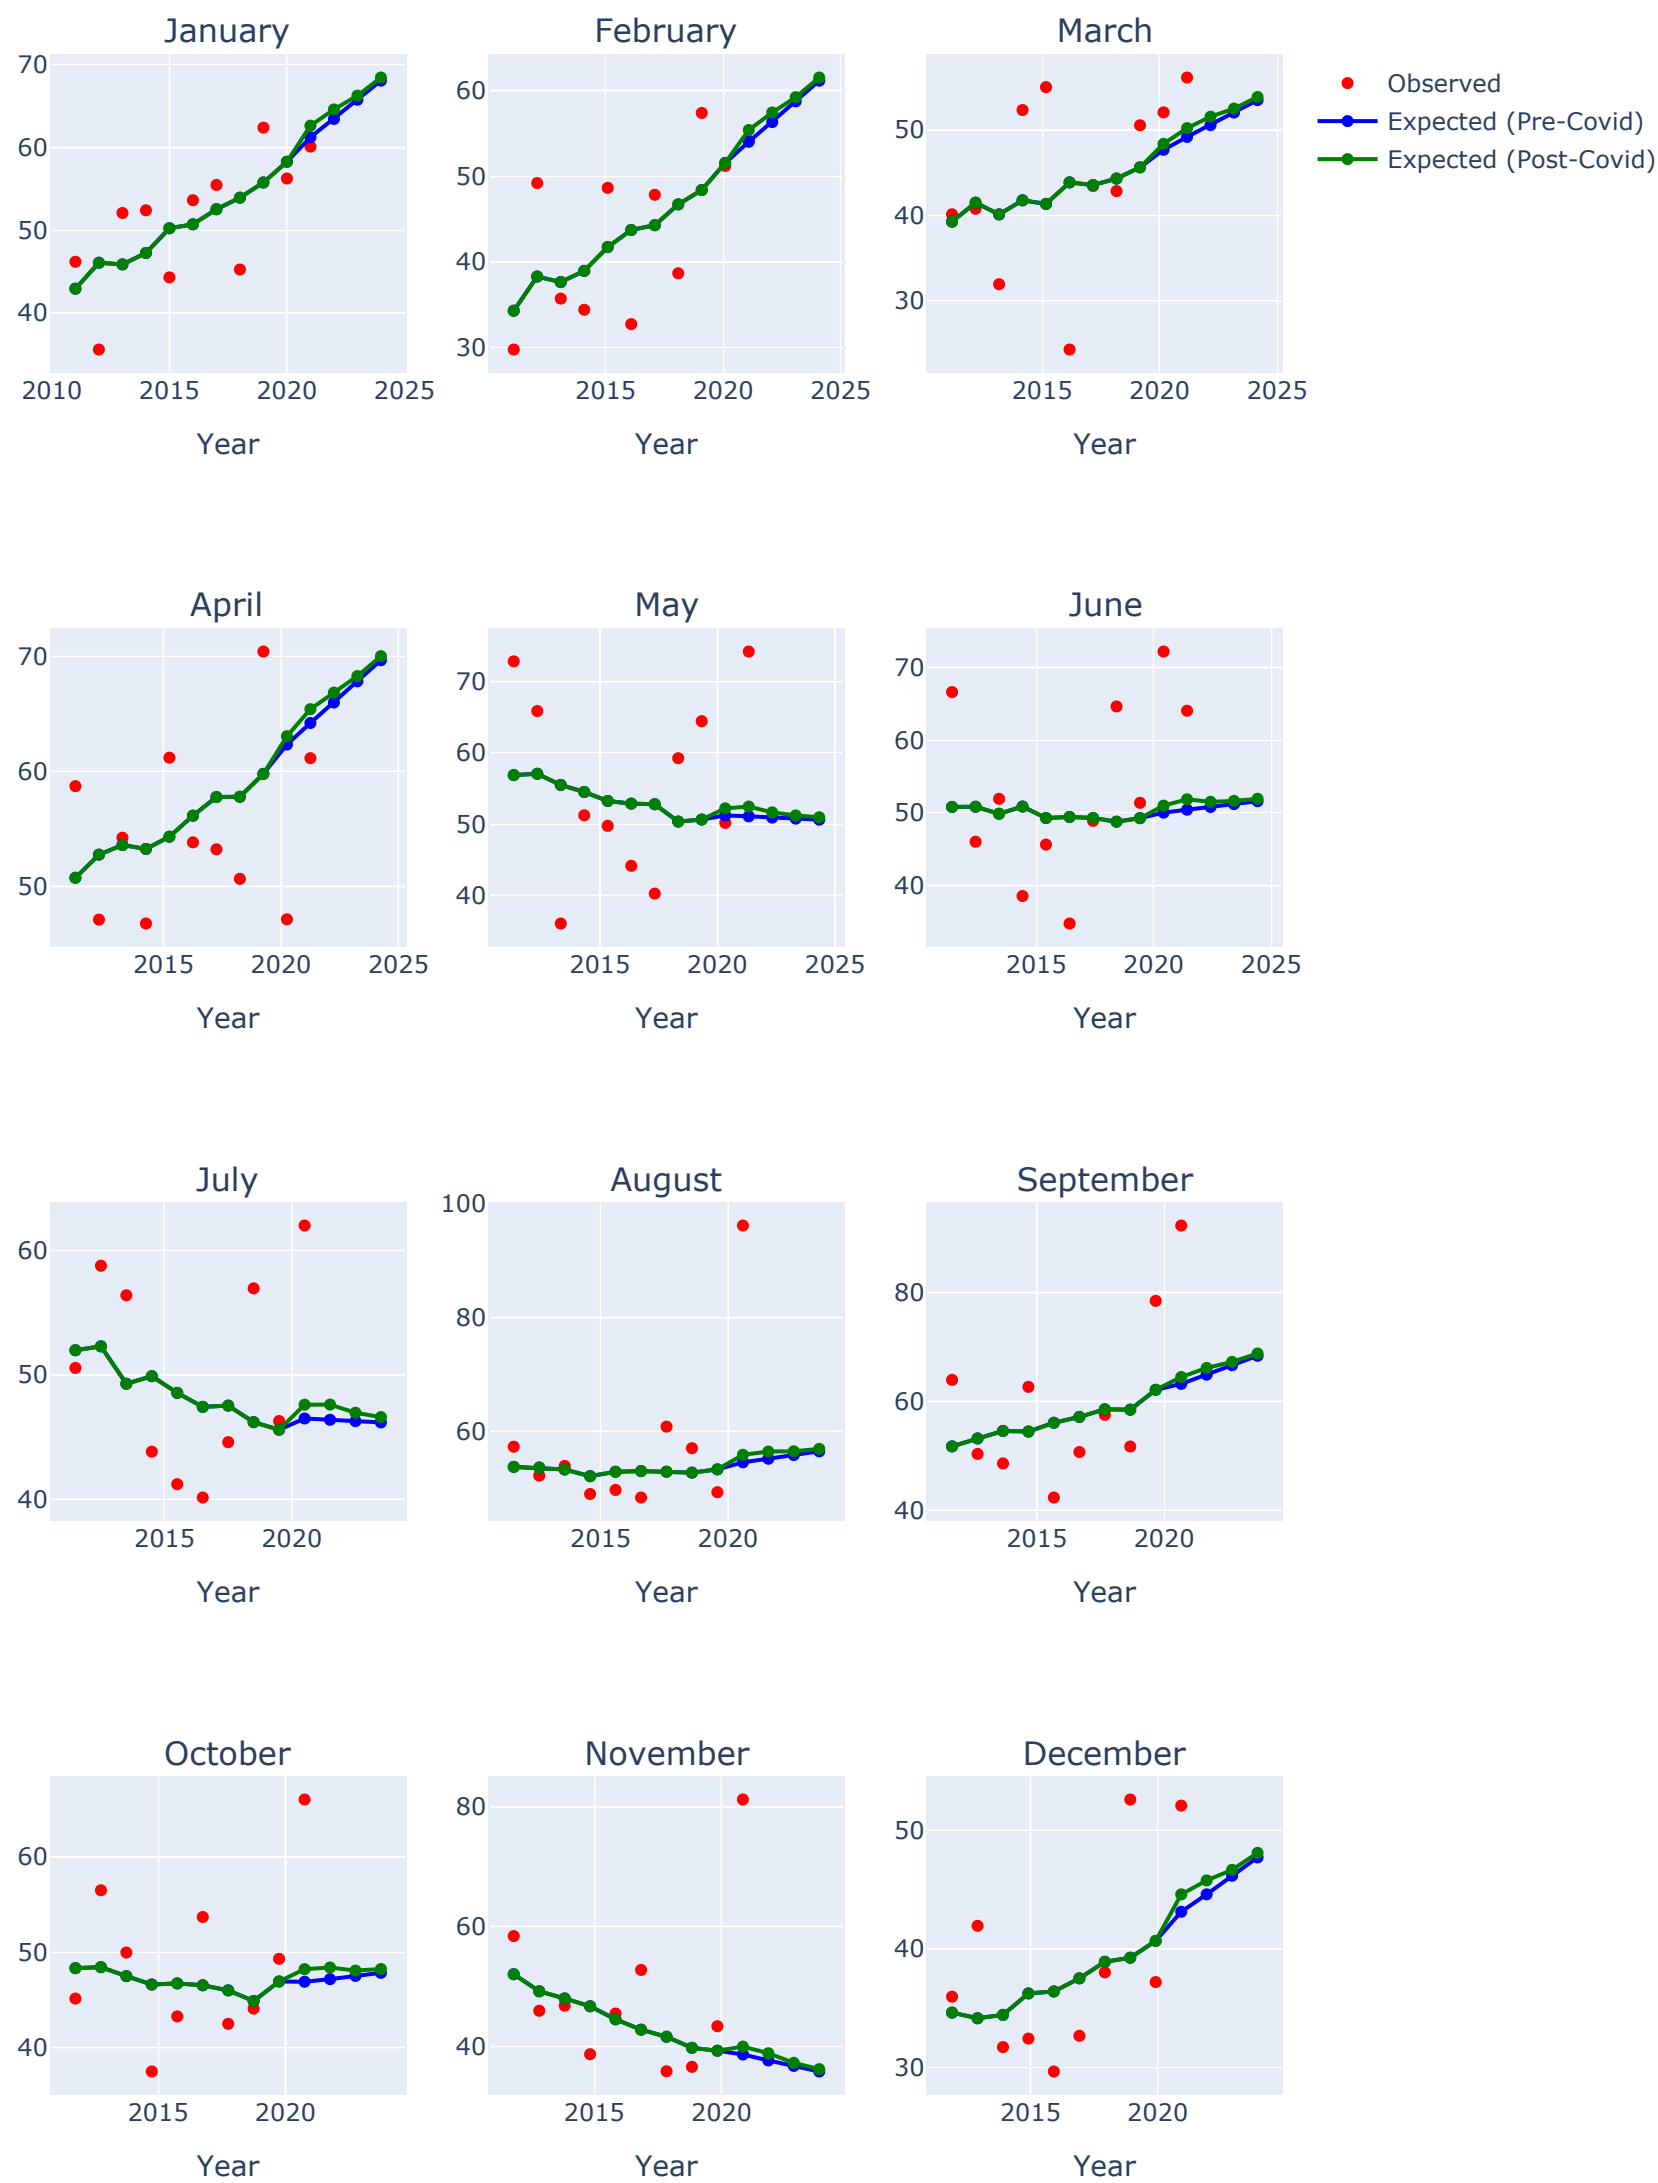 January
February
March
70
60
50
40
60
50
40
30
50
40
30
Observed
Expected (Pre-Covid)
Expected (Post-Covid)
2010 2015 2020 2025
2015 2020 2025
2015 2020 2025
Year
Year
Year
April
May
June
70
60
50
70
60
50
40
70
60
50
40
2015 2020 2025
2015 2020 2025
2015 2020 2025
Year
Year
Year
July
August
September
60
50
40
100
80
60
80
60
40
2015 2020
2015 2020
2015 2020
Year
Year
Year
October
November
December
60
50
40
80
60
40
50
40
30
2015 2020
2015 2020
2015 2020
Year
Year
Year